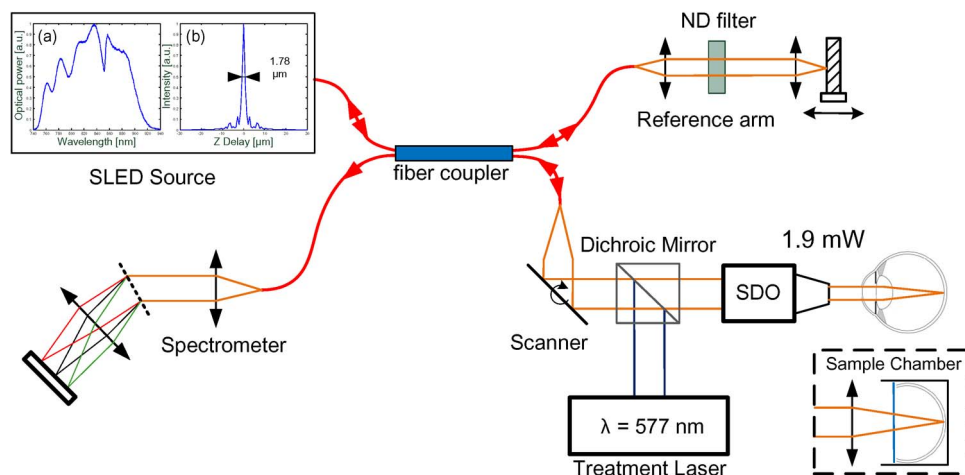 (a)
(b)
Optical power [a.u.]
Intensity [a.u.]
1.78
µm
Wavelength [nm]
Z Delay [µm]
SLED Source
fiber coupler
ND filter
Reference arm
Dichroic Mirror
1.9 mW
SDO
Scanner
Spectrometer
λ = 577 nm
Treatment Laser
Sample Chamber